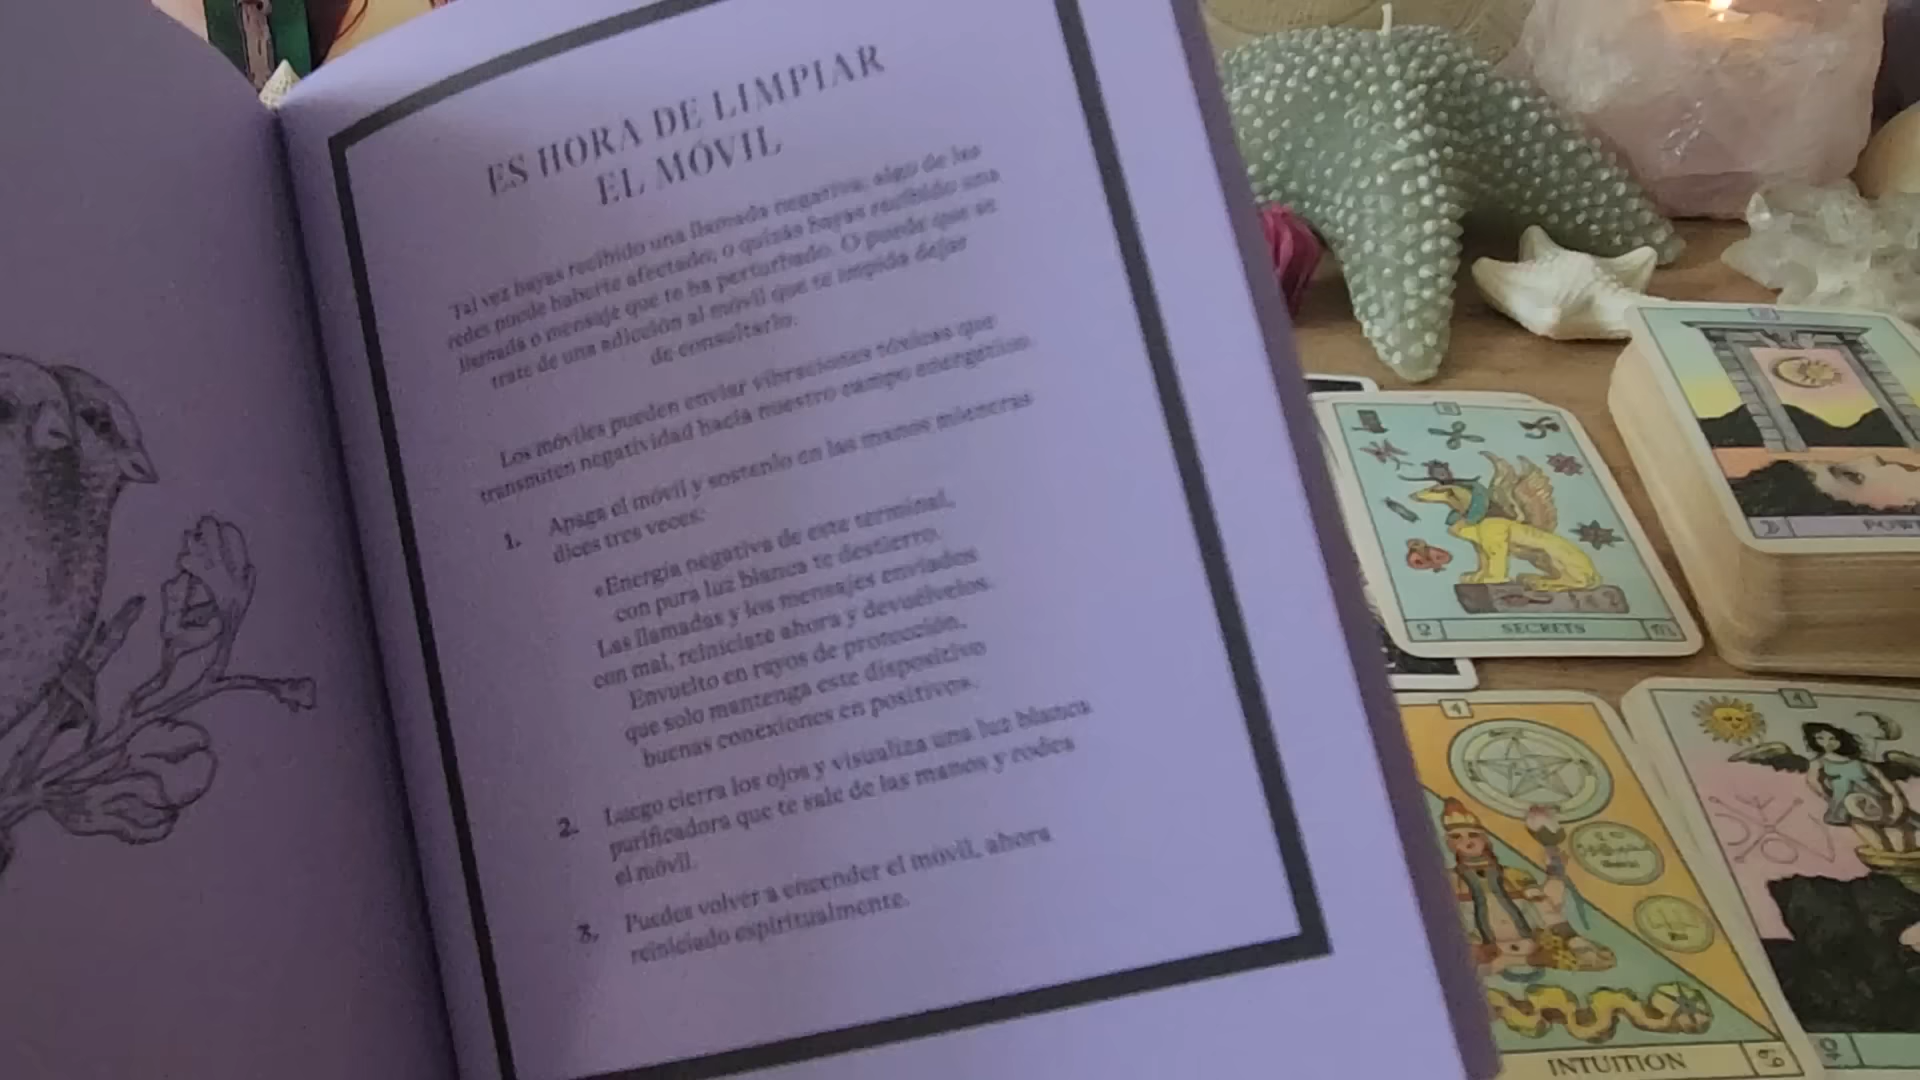 ES HORA DE LIMPIAR
EL MÓVIL
Tal vez hayas recibido una llamada negativa, algo de las
redes puede haberte afectado, o quizás hayas recibido una
llamada o mensaje que te ha perturbado. O puede que se
trate de una adicción al móvil que te impida dejar
de consultarlo.
Los móviles pueden enviar vibraciones tóxicas que
transmiten negatividad hacia nuestro campo energético.
1. Apaga el móvil y sostenlo en las manos mientras
dices tres veces:
«Energía negativa de este terminal,
con pura luz blanca te destierro.
Las llamadas y los mensajes enviados
con mal, reiníciate ahora y devuélvelos.
Envuelto en rayos de protección,
que solo mantenga este dispositivo
buenas conexiones en positivo».
2. Luego cierra los ojos y visualiza una luz blanca
purificadora que te sale de las manos y rodea
el móvil.
3. Puedes volver a encender el móvil, ahora
reiniciado espiritualmente.
SECRETS
INTUITION